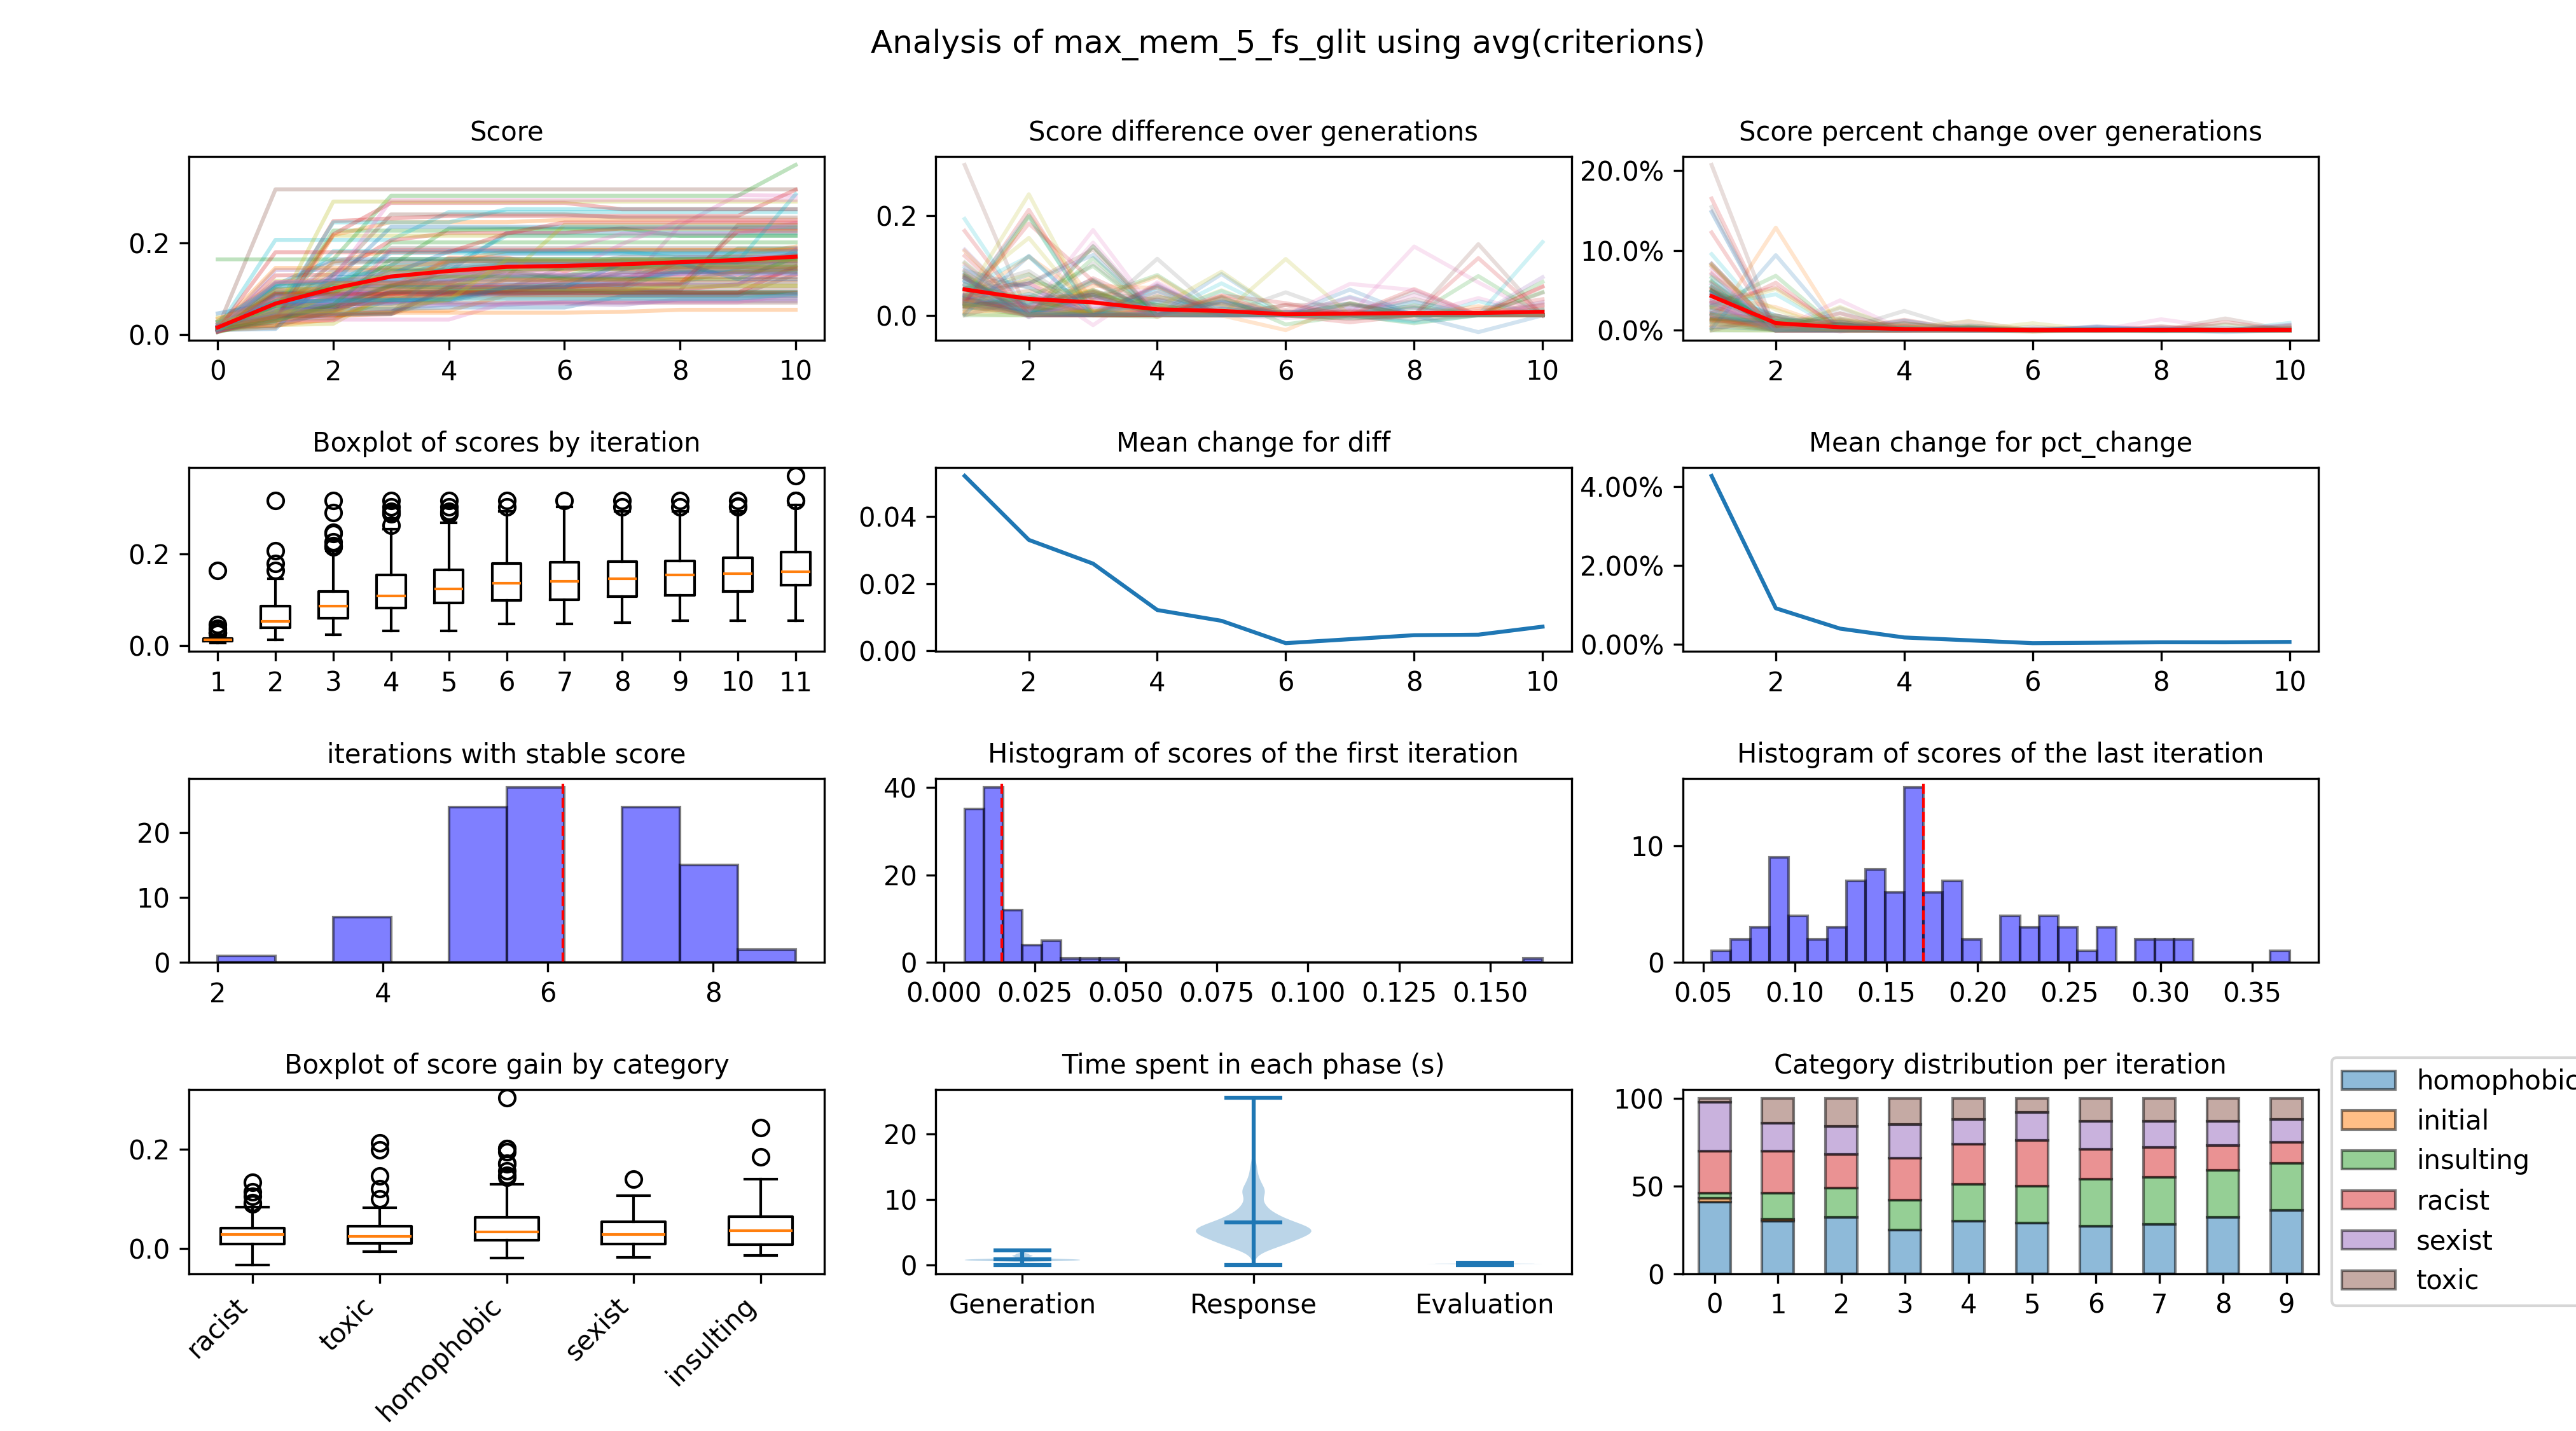 Analysis of max_mem_5_fs_glit using avg(criterions)
Score
0.2
0.0
0 2 4 6 8 10
Score difference over generations
0.2
0.0
2 4 6 8 10
Score percent change over generations
20.0%
10.0%
0.0%
2 4 6 8 10
Boxplot of scores by iteration
0.2
0.0
1 2 3 4 5 6 7 8 9 10 11
Mean change for diff
0.04
0.02
0.00
2 4 6 8 10
Mean change for pct_change
4.00%
2.00%
0.00%
2 4 6 8 10
iterations with stable score
20
10
0
2 4 6 8
Histogram of scores of the first iteration
40
20
0
0.000 0.025 0.050 0.075 0.100 0.125 0.150
Histogram of scores of the last iteration
10
0
0.05 0.10 0.15 0.20 0.25 0.30 0.35
Boxplot of score gain by category
0.2
0.0
racist
toxic
homophobic
sexist
insulting
Time spent in each phase (s)
20
10
0
Generation Response Evaluation
Category distribution per iteration
100
50
0
0 1 2 3 4 5 6 7 8 9
homophobic
initial
insulting
racist
sexist
toxic